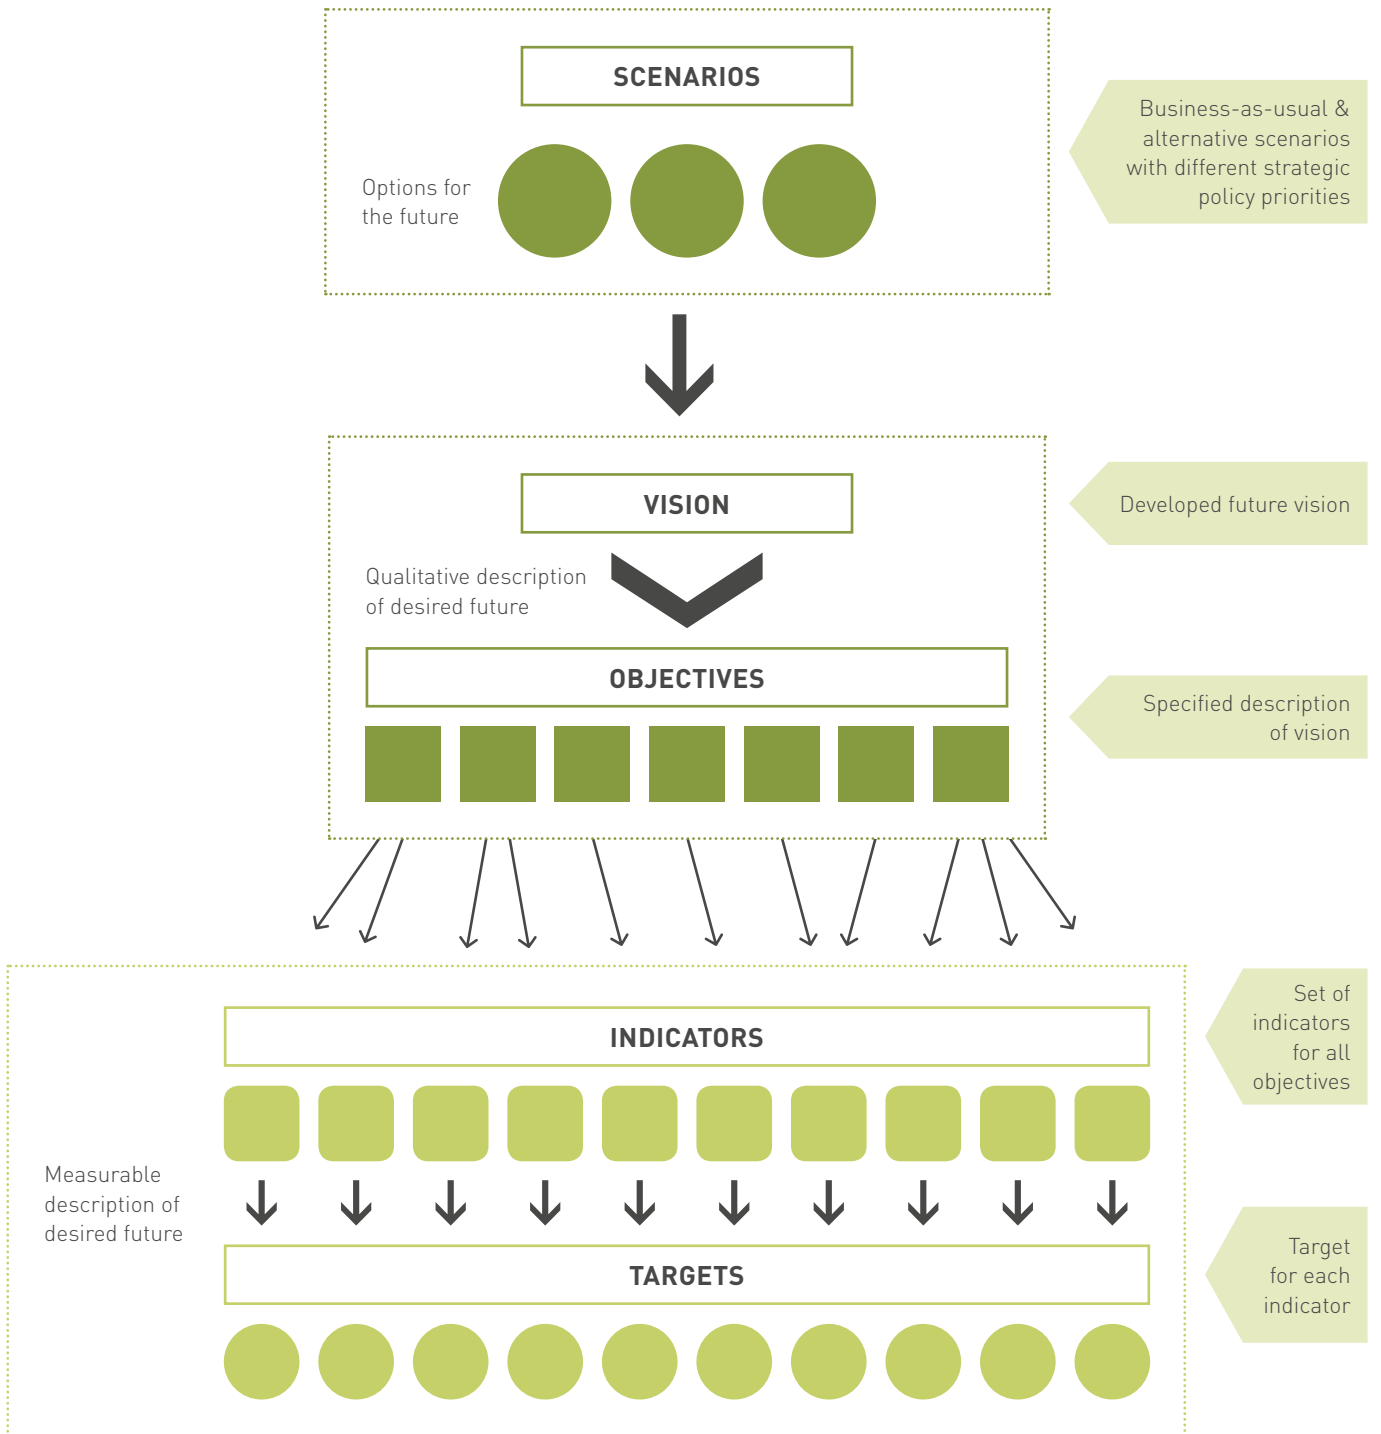 SCENARIOS
Options for
the future
Business-as-usual &
alternative scenarios
with different strategic
policy priorities
VISION
Developed future vision
Qualitative description
of desired future
OBJECTIVES
Specified description
of vision
INDICATORS
Set of
indicators
for all
objectives
Measurable
description of
desired future
TARGETS
Target
for each
indicator